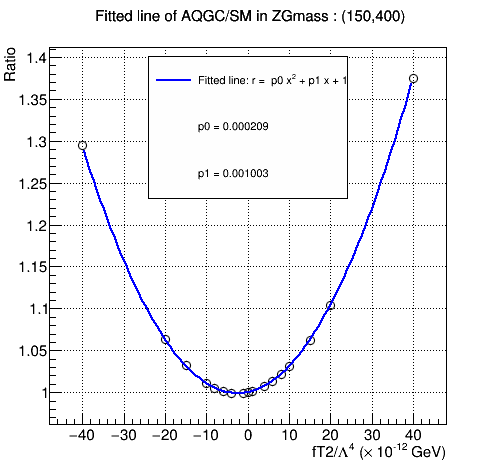 Fitted line of AQGC/SM in ZGmass : (150,400)
Ratio
Fitted line: r = p0 x² + p1 x + 1
p0 = 0.000209
p1 = 0.001003
1.4
1.35
1.3
1.25
1.2
1.15
1.1
1.05
1
−40 −30 −20 −10 0 10 20 30 40
fT2/Λ⁴ (× 10⁻¹² GeV)